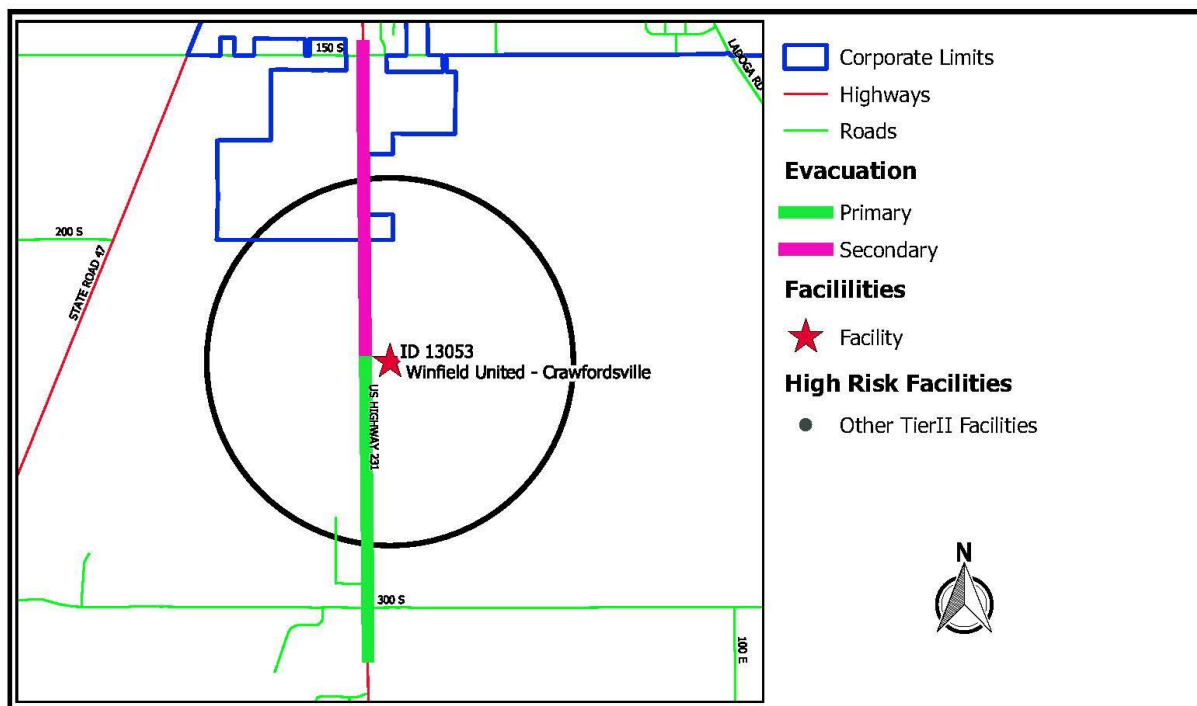 150 S
LADOGA RD
200 S
STATE ROAD 47
ID 13053
Winfield United - Crawfordsville
US HIGHWAY 231
300 S
100 E
Corporate Limits
Highways
Roads
Evacuation
Primary
Secondary
Facililities
Facility
High Risk Facilities
Other TierII Facilities
N